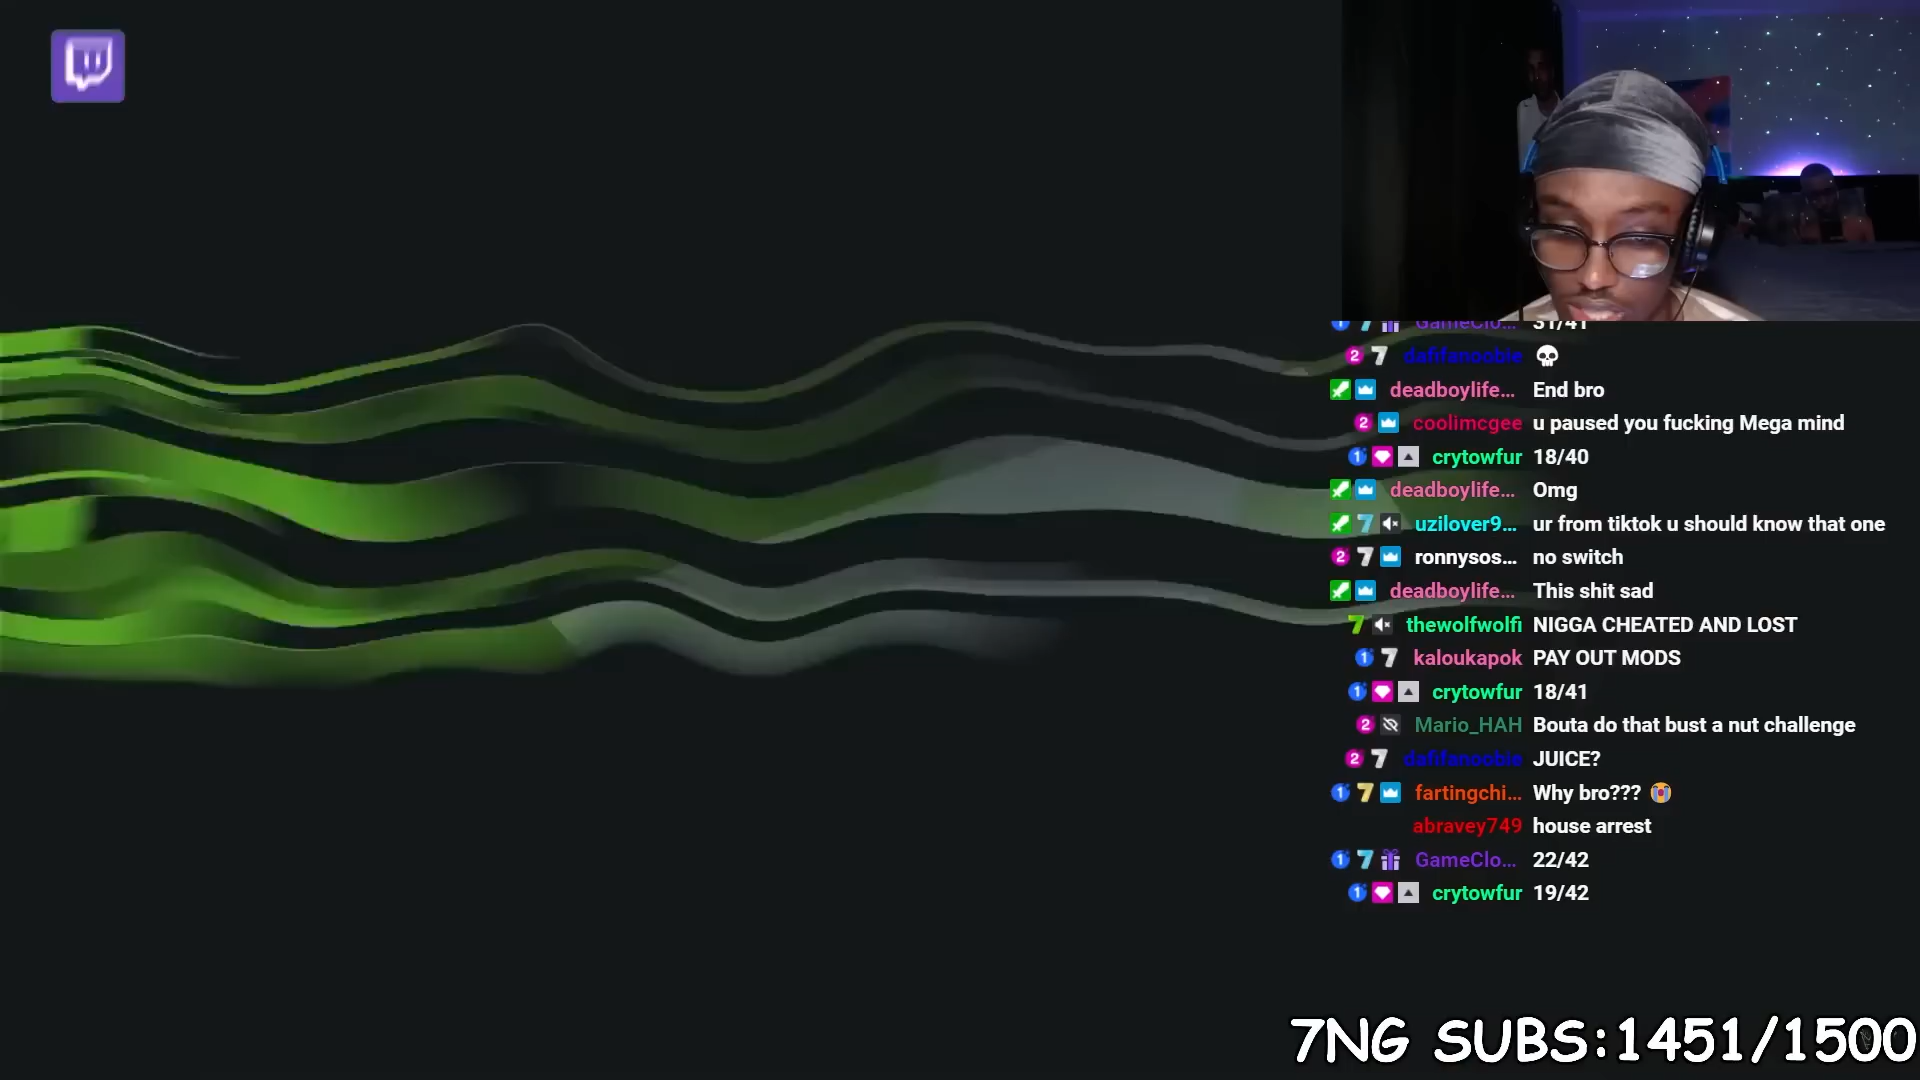 GameClo... 31/41
dafifanoobie
deadboylife... End bro
coolimcgee u paused you fucking Mega mind
crytowfur 18/40
deadboylife... Omg
uzilover9... ur from tiktok u should know that one
ronnysos... no switch
deadboylife... This shit sad
thewolfwolfi NIGGA CHEATED AND LOST
kaloukapok PAY OUT MODS
crytowfur 18/41
Mario_HAH Bouta do that bust a nut challenge
dafifanoobie JUICE?
fartingchi... Why bro???
abravey749 house arrest
GameClo... 22/42
crytowfur 19/42
7NG SUBS:1451/1500